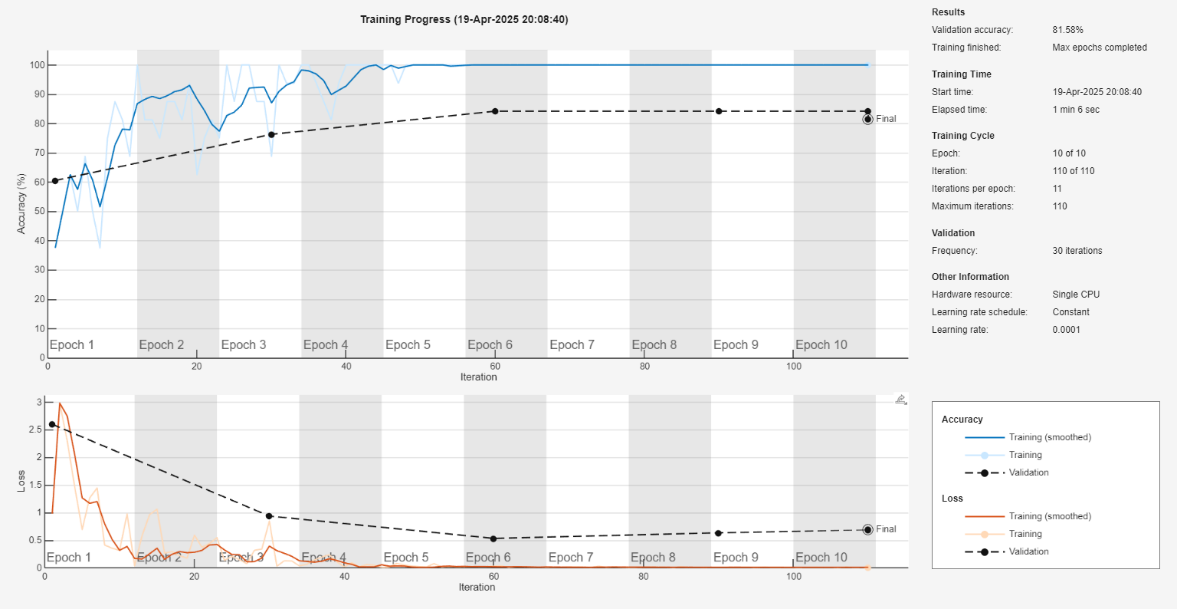 Training Progress (19-Apr-2025 20:08:40)
Accuracy (%)
100
90
80
70
60
50
40
30
20
10
0
Final
Epoch 1 Epoch 2 Epoch 3 Epoch 4 Epoch 5 Epoch 6 Epoch 7 Epoch 8 Epoch 9 Epoch 10
0 20 40 60 80 100
Iteration
Loss
3
2.5
2
1.5
1
0.5
0
Final
Epoch 1 Epoch 2 Epoch 3 Epoch 4 Epoch 5 Epoch 6 Epoch 7 Epoch 8 Epoch 9 Epoch 10
0 20 40 60 80 100
Iteration
Results
Validation accuracy: 81.58%
Training finished: Max epochs completed
Training Time
Start time: 19-Apr-2025 20:08:40
Elapsed time: 1 min 6 sec
Training Cycle
Epoch: 10 of 10
Iteration: 110 of 110
Iterations per epoch: 11
Maximum iterations: 110
Validation
Frequency: 30 iterations
Other Information
Hardware resource: Single CPU
Learning rate schedule: Constant
Learning rate: 0.0001
Accuracy
Training (smoothed)
Training
Validation
Loss
Training (smoothed)
Training
Validation